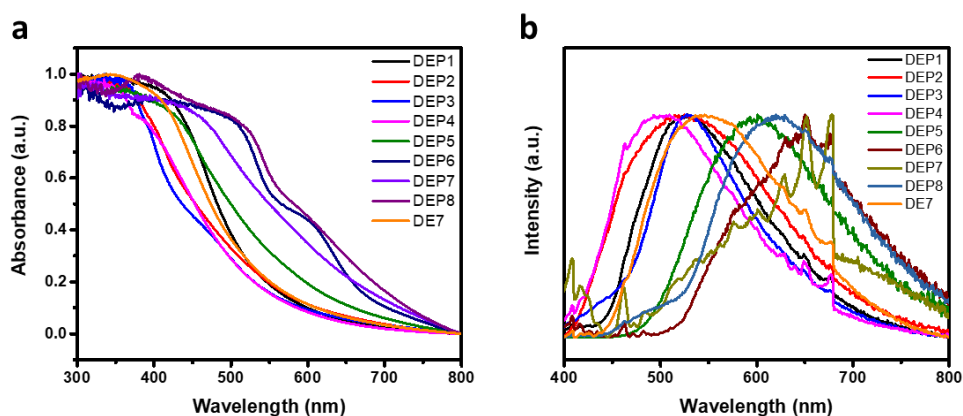 a
Absorbance (a.u.)
1.0
0.8
0.6
0.4
0.2
0.0
DEP1
DEP2
DEP3
DEP4
DEP5
DEP6
DEP7
DEP8
DE7
300 400 500 600 700 800
Wavelength (nm)
b
Intensity (a.u.)
DEP1
DEP2
DEP3
DEP4
DEP5
DEP6
DEP7
DEP8
DE7
400 500 600 700 800
Wavelength (nm)